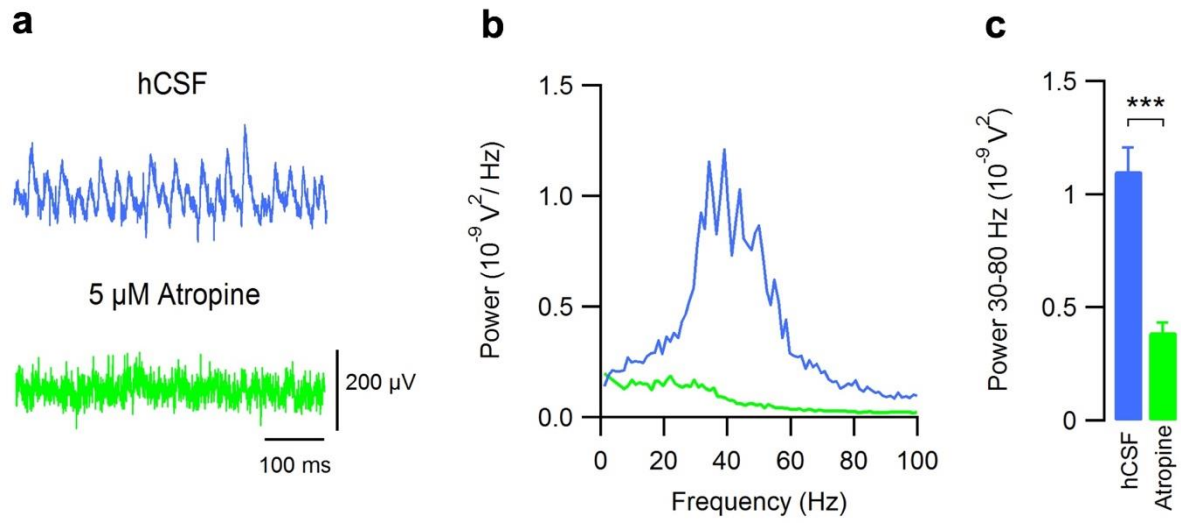 a
hCSF
5 µM Atropine
200 µV
100 ms
b
Power (10⁻⁹ V²/ Hz)
1.5
1.0
0.5
0.0
0 20 40 60 80 100
Frequency (Hz)
c
Power 30-80 Hz (10⁻⁹ V²)
1.5
1
0.5
0
***
hCSF
Atropine